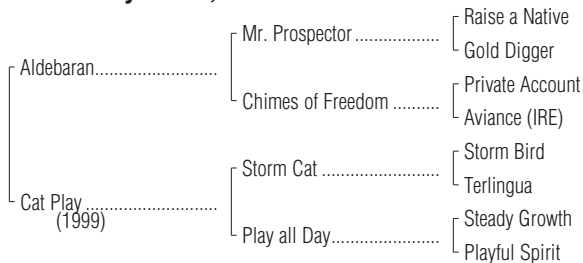 Raise a Native
Mr. Prospector ..................
Gold Digger
Aldebaran..........................
Private Account
Chimes of Freedom ..........
Aviance (IRE)
Storm Bird
Storm Cat .........................
Terlingua
Cat Play ............................
(1999)
Steady Growth
Play all Day.......................
Playful Spirit